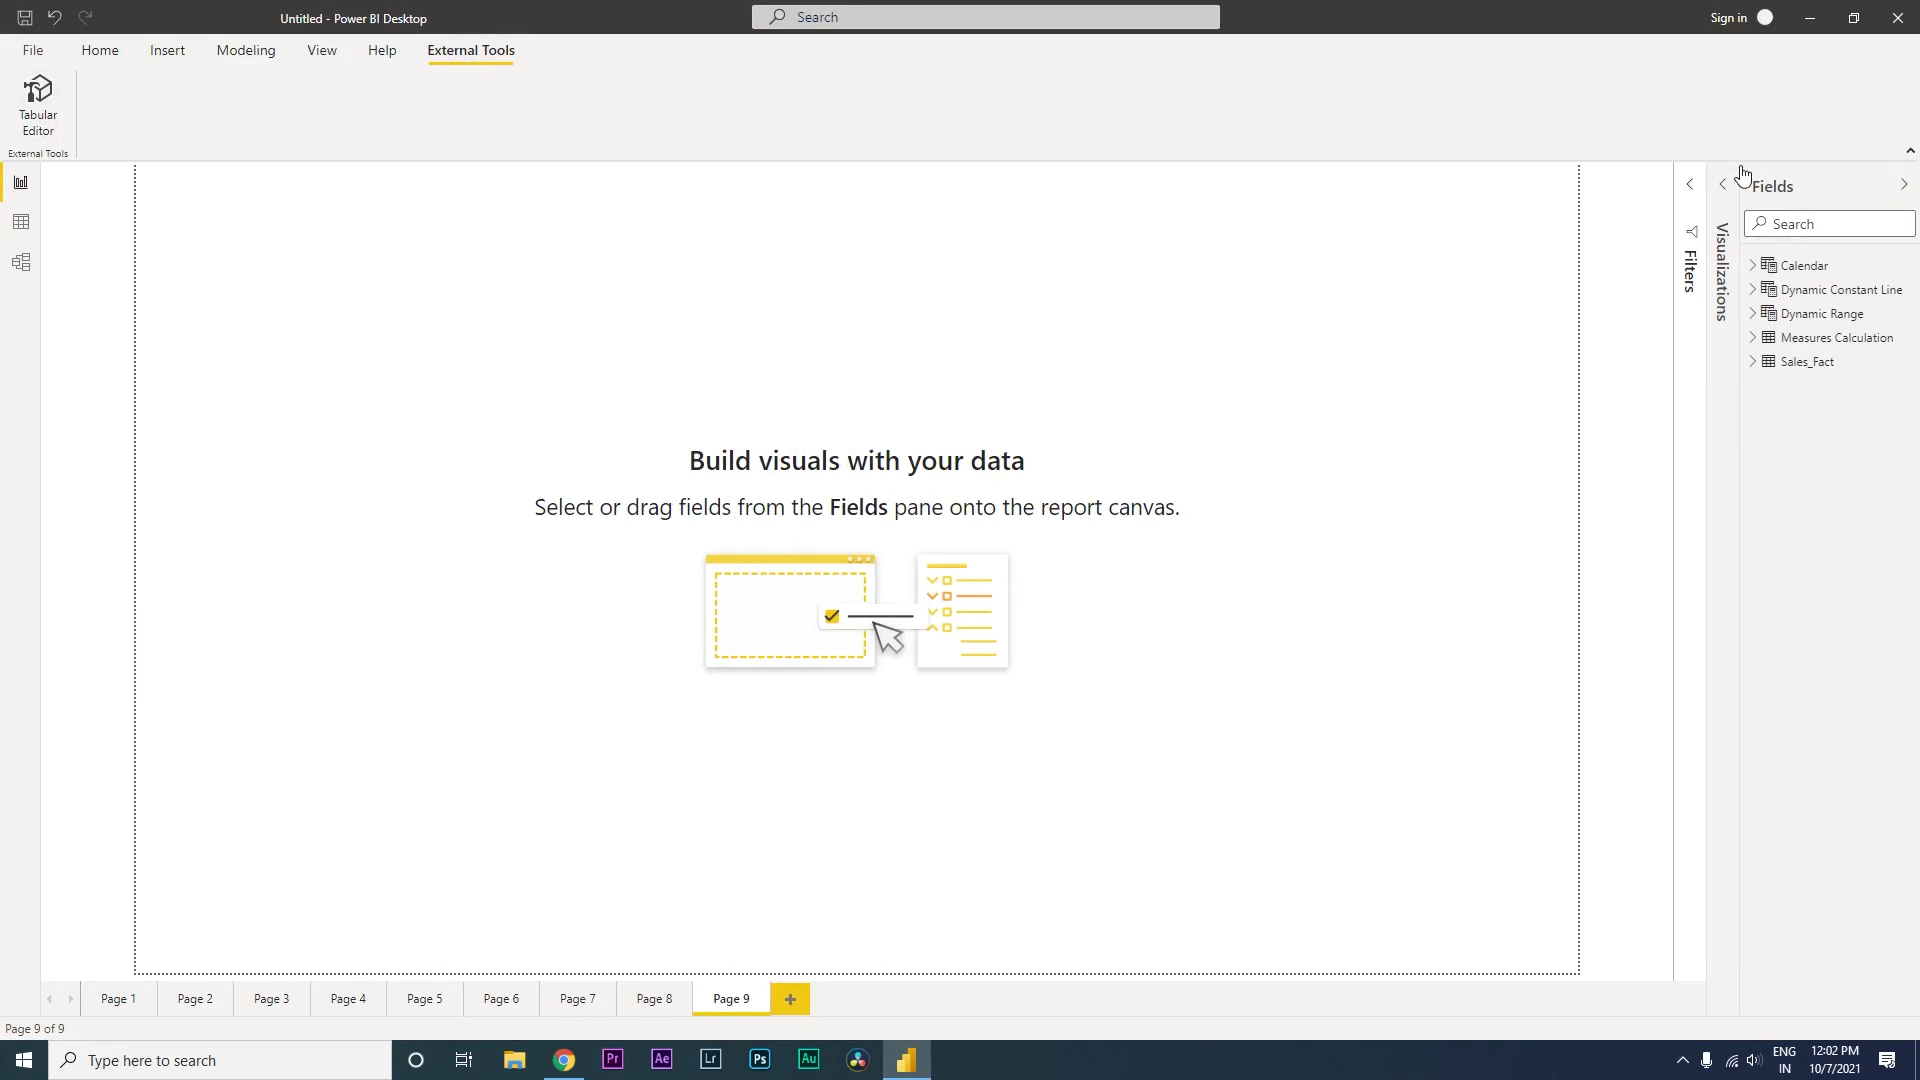 Untitled - Power BI Desktop
Search
Sign in
File Home Insert Modeling View Help External Tools
Tabular
Editor
External Tools
Fields
Search
Filters
Visualizations
Calendar
Dynamic Constant Line
Dynamic Range
Measures Calculation
Sales_Fact
Build visuals with your data
Select or drag fields from the Fields pane onto the report canvas.
Page 1 Page 2 Page 3 Page 4 Page 5 Page 6 Page 7 Page 8 Page 9
Page 9 of 9
Type here to search
Pr Ae Lr Ps Au
ENG
IN
12:02 PM
10/7/2021